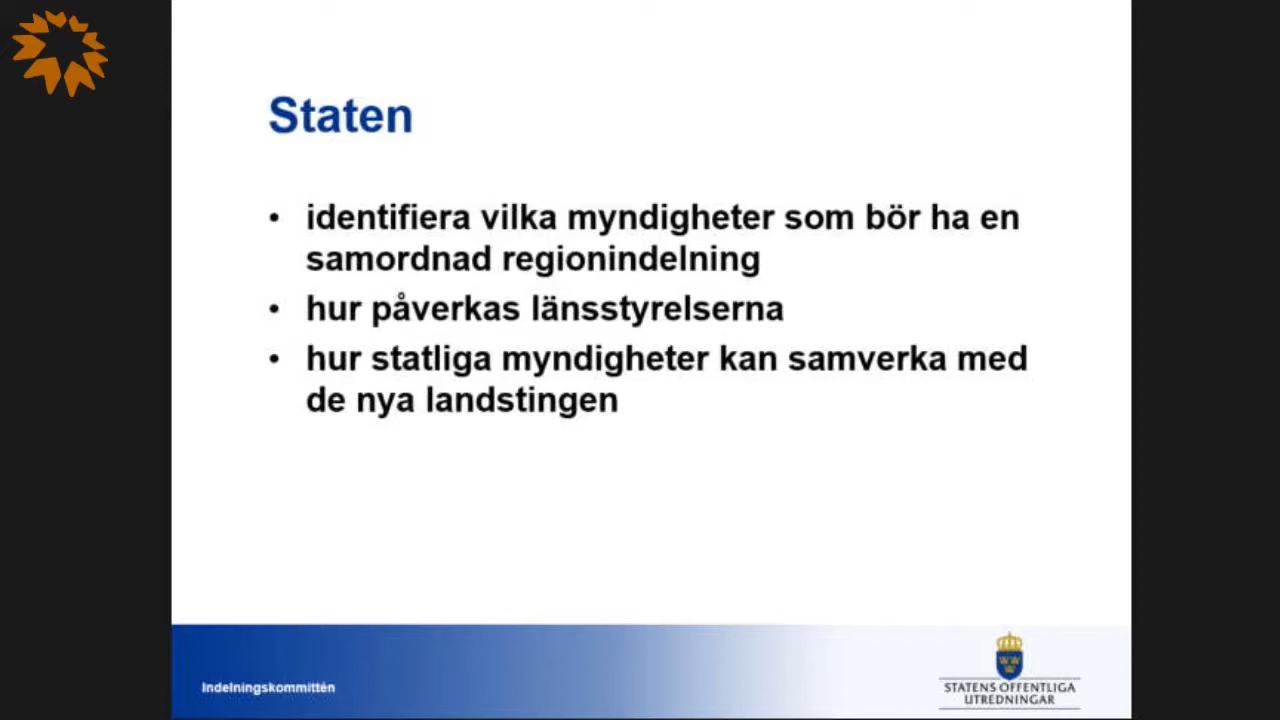 Staten
• identifiera vilka myndigheter som bör ha en
samordnad regionindelning
• hur påverkas länsstyrelserna
• hur statliga myndigheter kan samverka med
de nya landstingen
Indelningskommittén
STATENS OFFENTLIGA
UTREDNINGAR